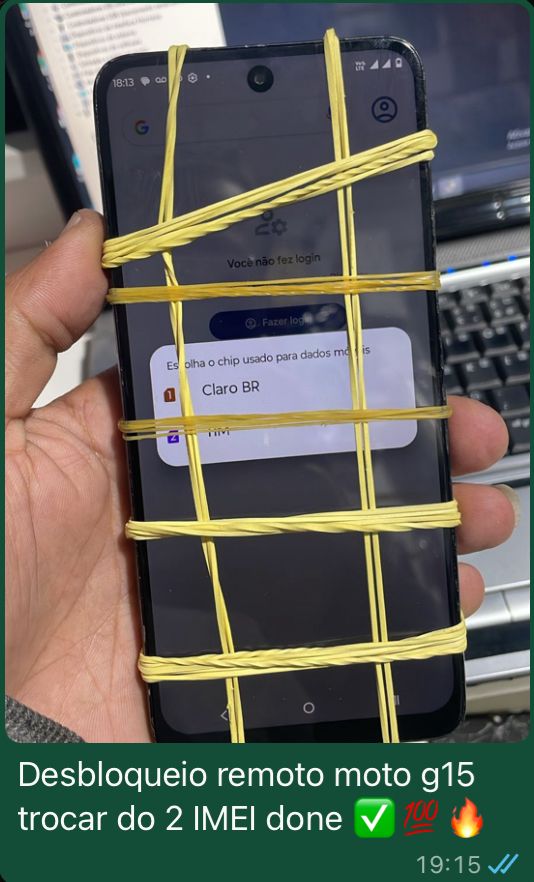 18:13
G
Você não fez login
Fazer login
Escolha o chip usado para dados móveis
1
Claro BR
2
TIM
Desbloqueio remoto moto g15
trocar do 2 IMEI done ✅ 💯 🔥
19:15